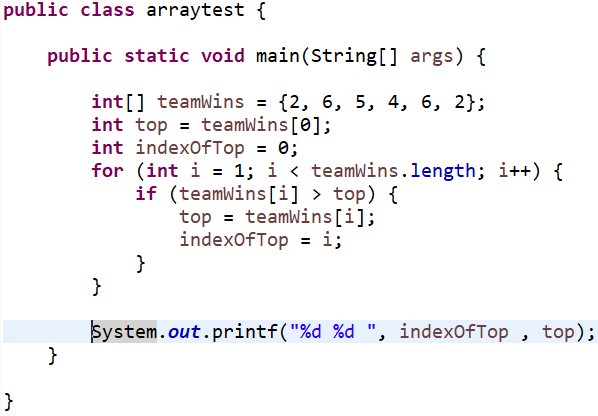 public class arraytest {
public static void main(String[] args) {
int[] teamWins = {2, 6, 5, 4, 6, 2};
int top = teamWins[0];
int indexOfTop = 0;
for (int i = 1; i < teamWins.length; i++) {
if (teamWins[i] > top) {
top = teamWins[i];
indexOfTop = i;
}
}
System.out.printf("%d %d ", indexOfTop , top);
}
}